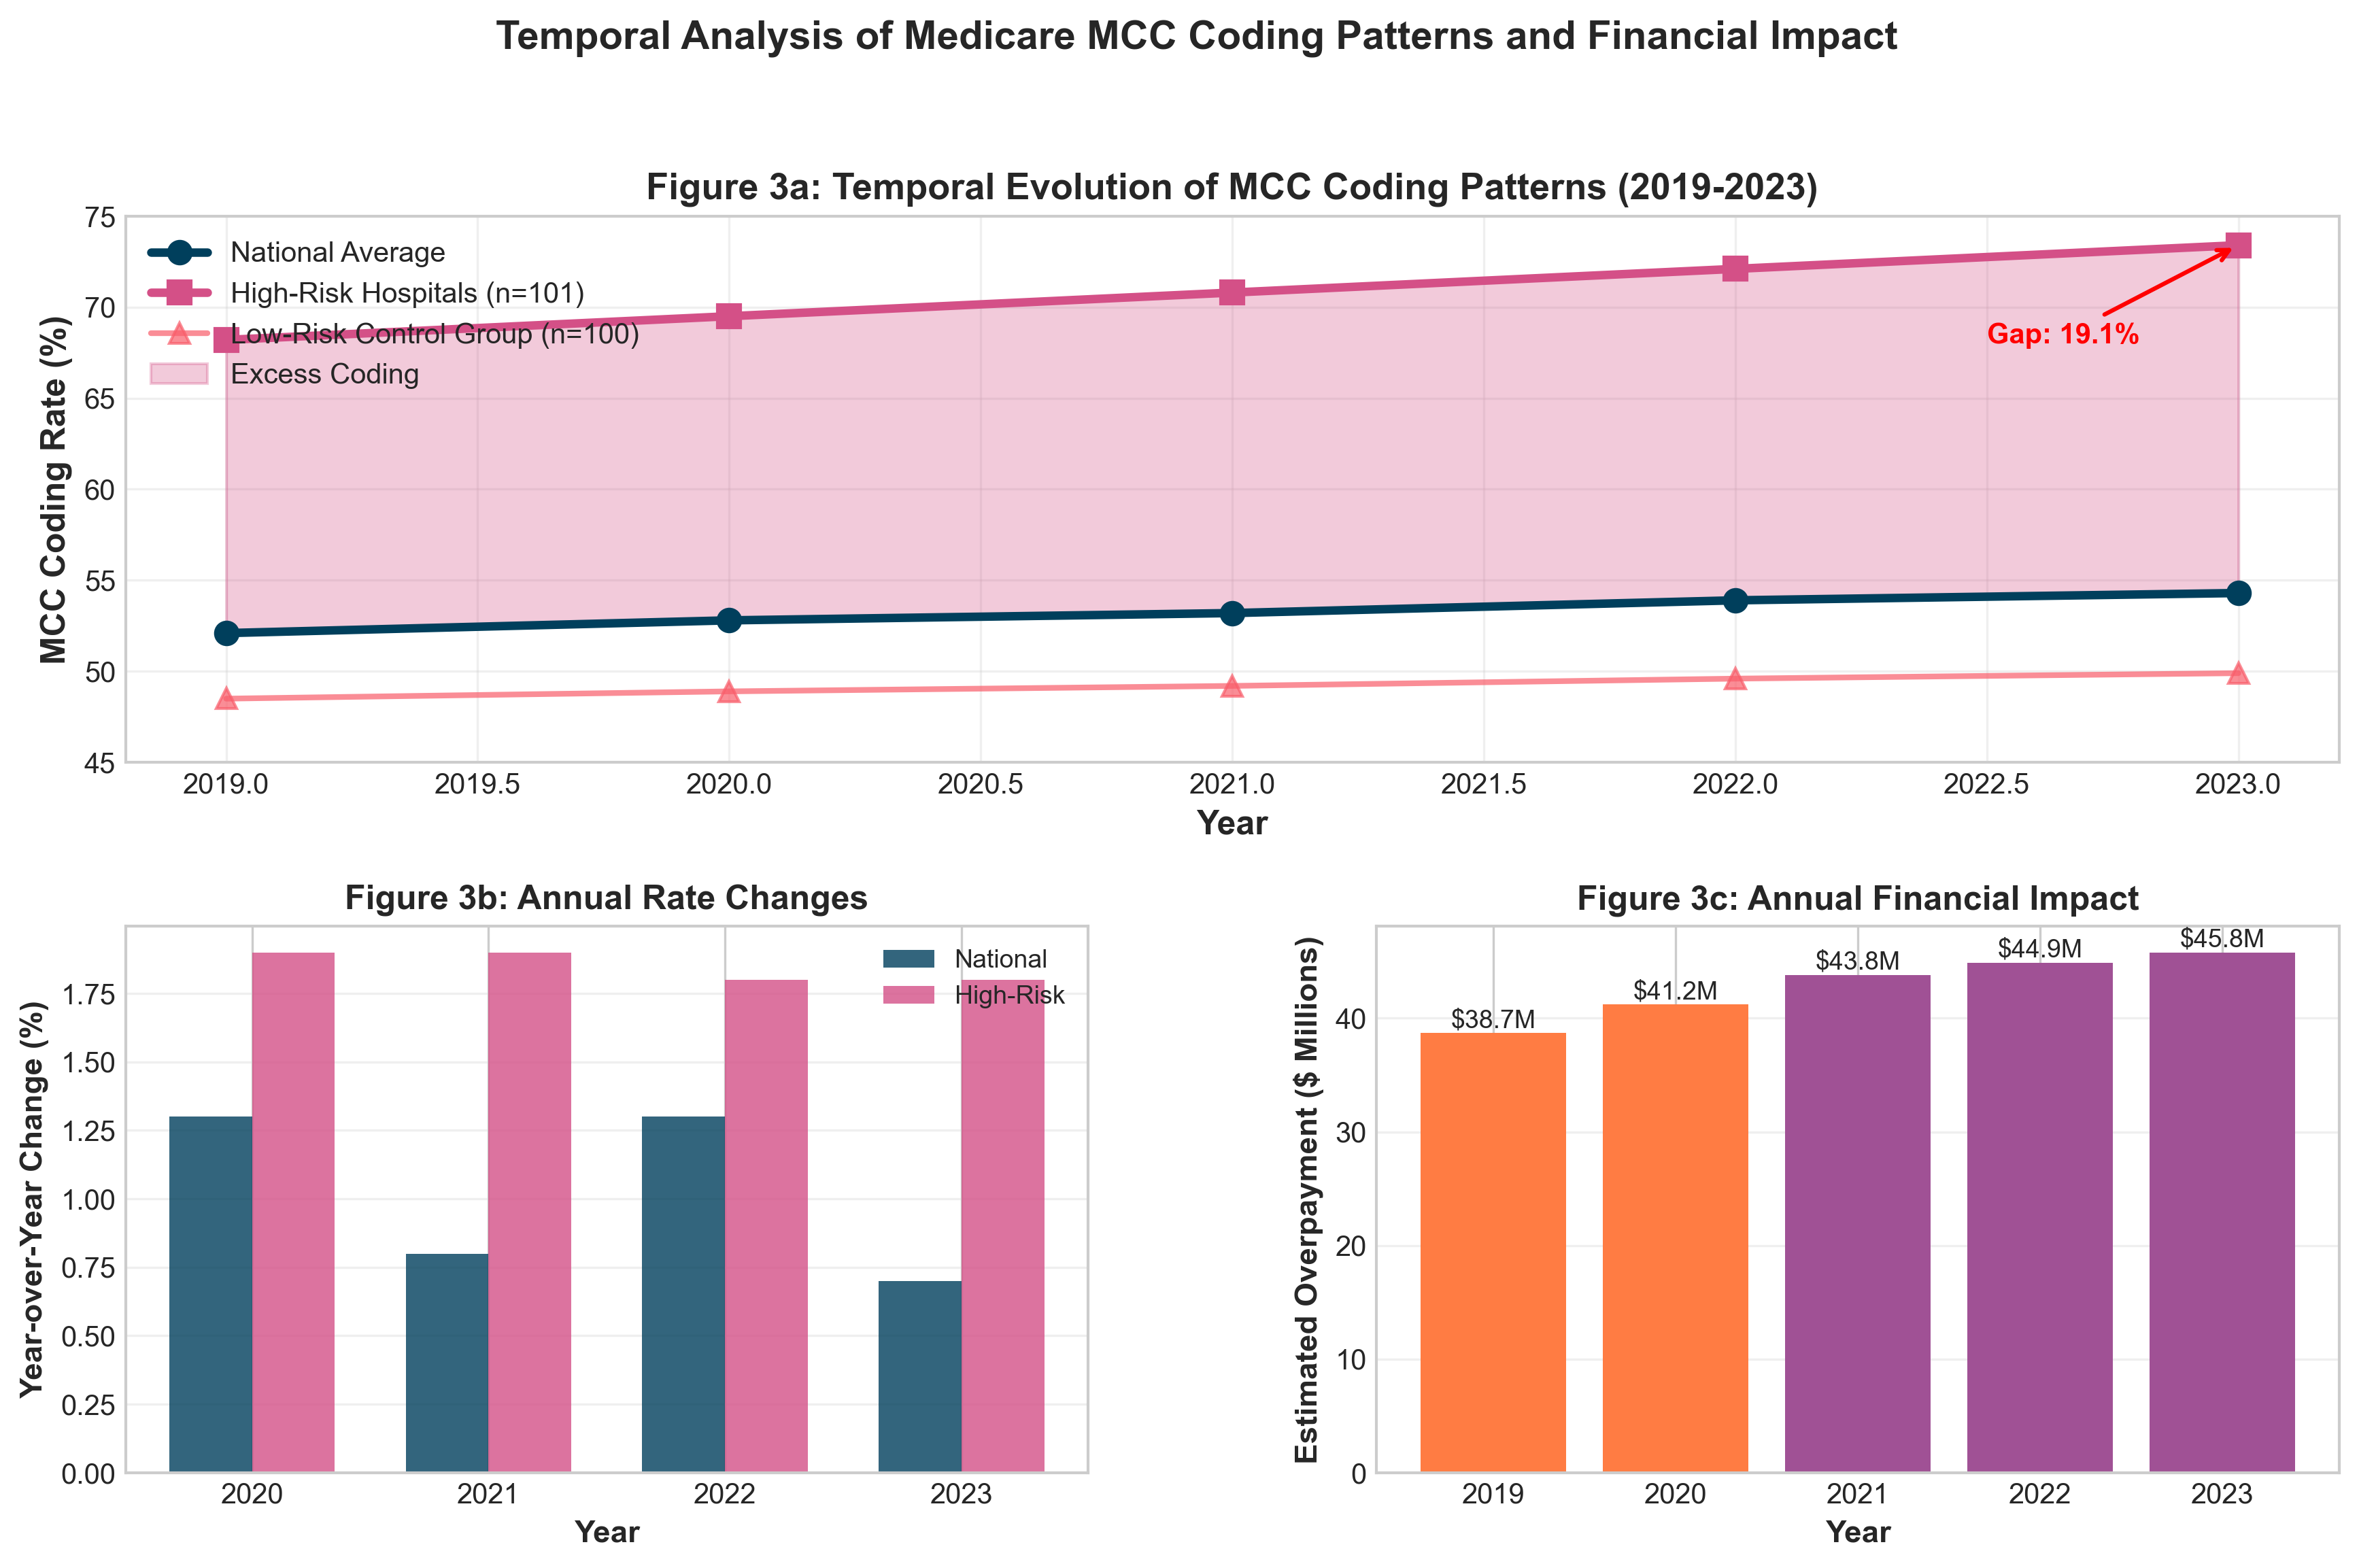 Temporal Analysis of Medicare MCC Coding Patterns and Financial Impact
Figure 3a: Temporal Evolution of MCC Coding Patterns (2019-2023)
MCC Coding Rate (%)
75
70
65
60
55
50
45
National Average
High-Risk Hospitals (n=101)
Low-Risk Control Group (n=100)
Excess Coding
Gap: 19.1%
2019.0 2019.5 2020.0 2020.5 2021.0 2021.5 2022.0 2022.5 2023.0
Year
Figure 3b: Annual Rate Changes
Year-over-Year Change (%)
1.75
1.50
1.25
1.00
0.75
0.50
0.25
0.00
National
High-Risk
2020 2021 2022 2023
Year
Figure 3c: Annual Financial Impact
Estimated Overpayment ($ Millions)
40
30
20
10
0
$38.7M $41.2M $43.8M $44.9M $45.8M
2019 2020 2021 2022 2023
Year